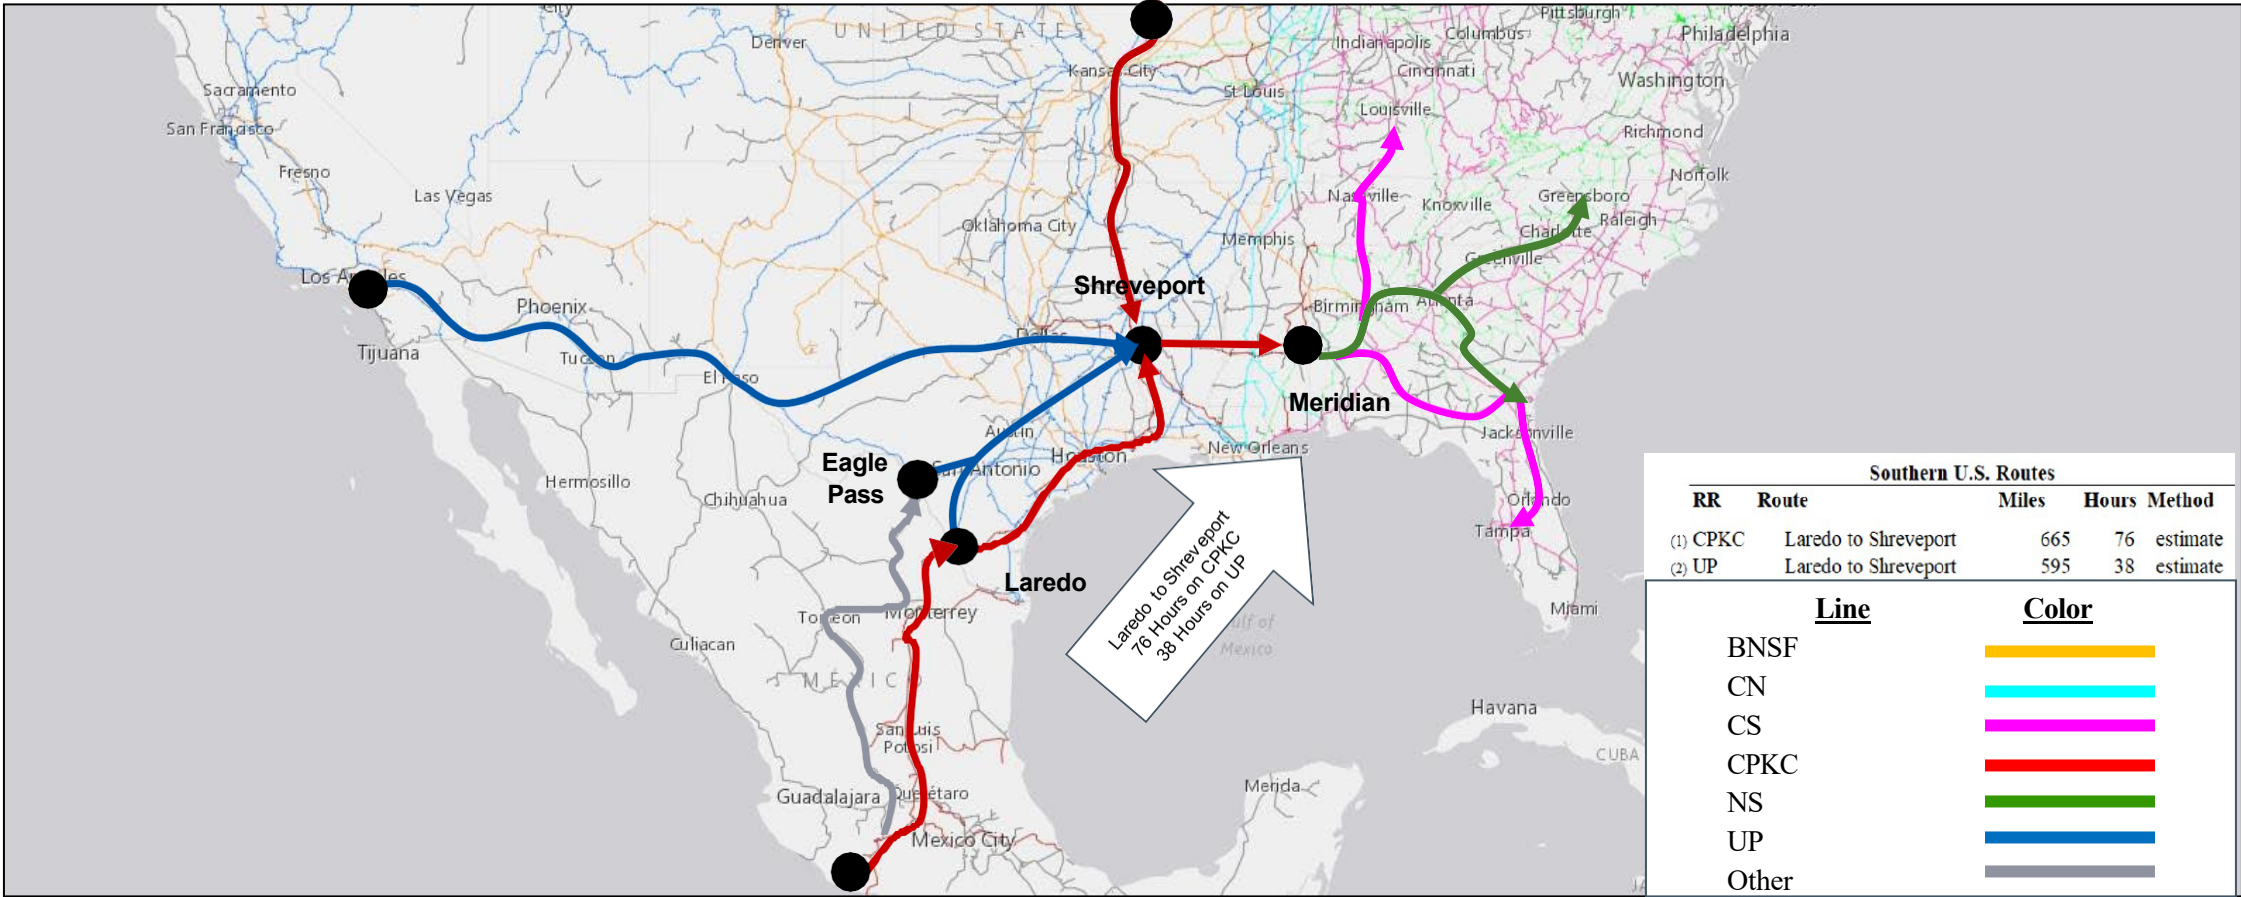 City
Pittsburgh
UNITED STATES
Denver
Columbus
Philadelphia
Indianapolis
Kansas City
Cincinnati
Washington
Sacramento
St Louis
Louisville
San Francisco
Richmond
Fresno
Norfolk
Las Vegas
Nashville
Knoxville
Greensboro
Raleigh
Oklahoma City
Memphis
Charlotte
Greenville
Los Angeles
Shreveport
Phoenix
Birmingham
Atlanta
Dallas
Tijuana
Tucson
El Paso
Meridian
Austin
Jacksonville
New Orleans
Houston
Eagle
Pass
San Antonio
Hermosillo
Chihuahua
Orlando
Tampa
Laredo
Laredo to Shreveport
76 Hours on CPKC
38 Hours on UP
Miami
Torreon
Monterrey
Gulf of
Mexico
Culiacan
MÉXICO
Havana
San Luis
Potosi
CUBA
Merida
Guadalajara
Querétaro
Mexico City
JA
Southern U.S. Routes
RR Route Miles Hours Method
(1) CPKC Laredo to Shreveport 665 76 estimate
(2) UP Laredo to Shreveport 595 38 estimate
Line Color
BNSF
CN
CS
CPKC
NS
UP
Other